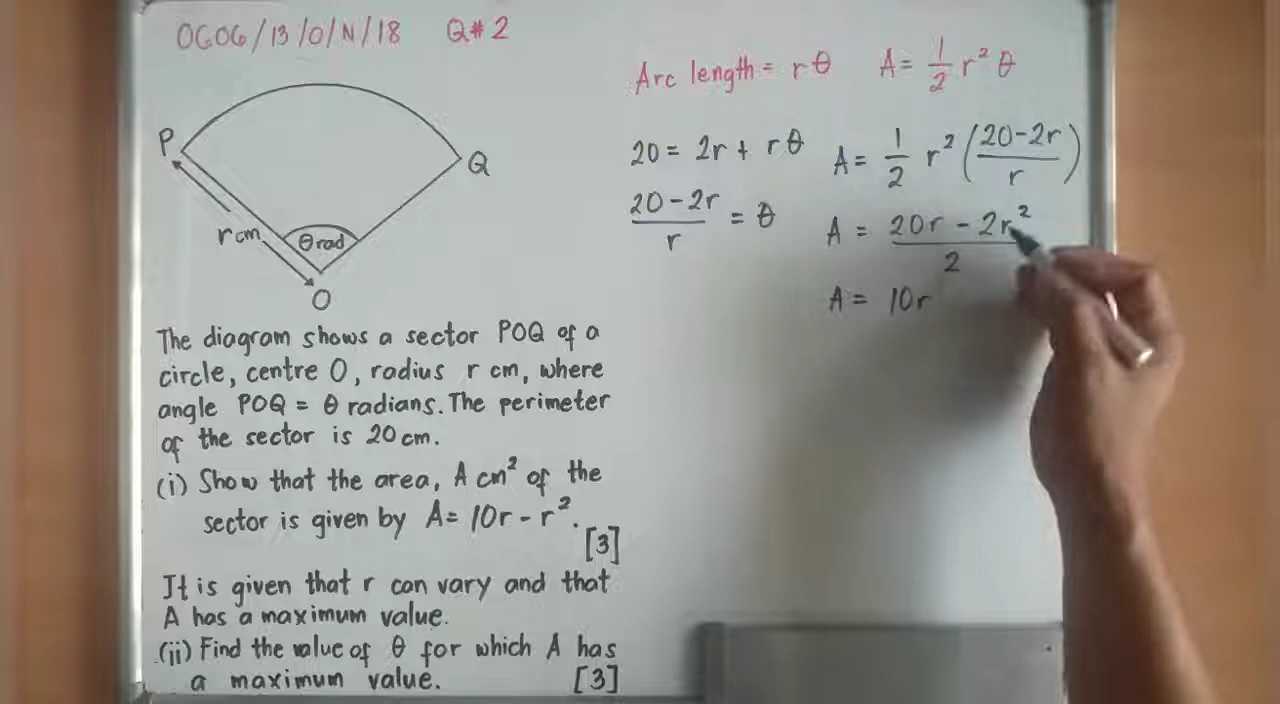 0606/13/O/N/18 Q#2
P
Q
r cm
θ rad
O
The diagram shows a sector POQ of a
circle, centre O, radius r cm, where
angle POQ = θ radians. The perimeter
of the sector is 20 cm.
(i) Show that the area, A cm² of the
sector is given by A = 10r - r².
[3]
It is given that r can vary and that
A has a maximum value.
(ii) Find the value of θ for which A has
a maximum value. [3]
Arc length = rθ A = 1/2 r² θ
20 = 2r + rθ
(20 - 2r)/r = θ
A = 1/2 r² ((20-2r)/r)
A = (20r - 2r²)/2
A = 10r